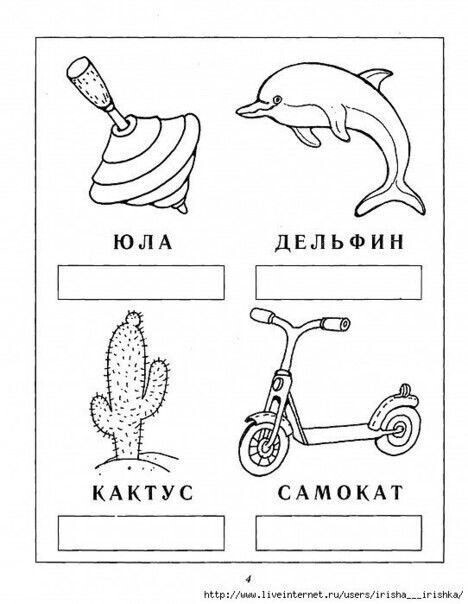 ЮЛА
ДЕЛЬФИН
КАКТУС
САМОКАТ
4
http://www.liveinternet.ru/users/irisha___irishka/